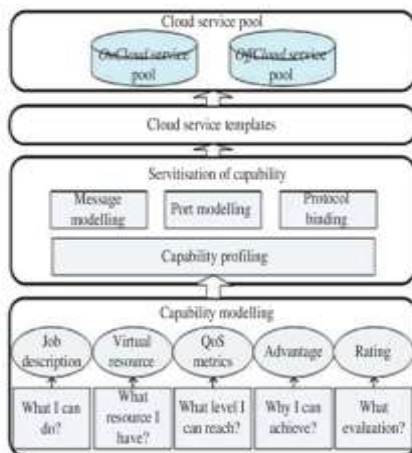 Cloud service pool
OnCloud service
pool
OffCloud service
pool
Cloud service templates
Servitisation of capability
Message
modelling
Port modelling
Protocol
binding
Capability profiling
Capability modelling
Job
description
Virtual
resource
QoS
metrics
Advantage
Rating
What I can
do?
What
resource I
have?
What level I
can reach?
Why I can
achieve?
What
evaluation?